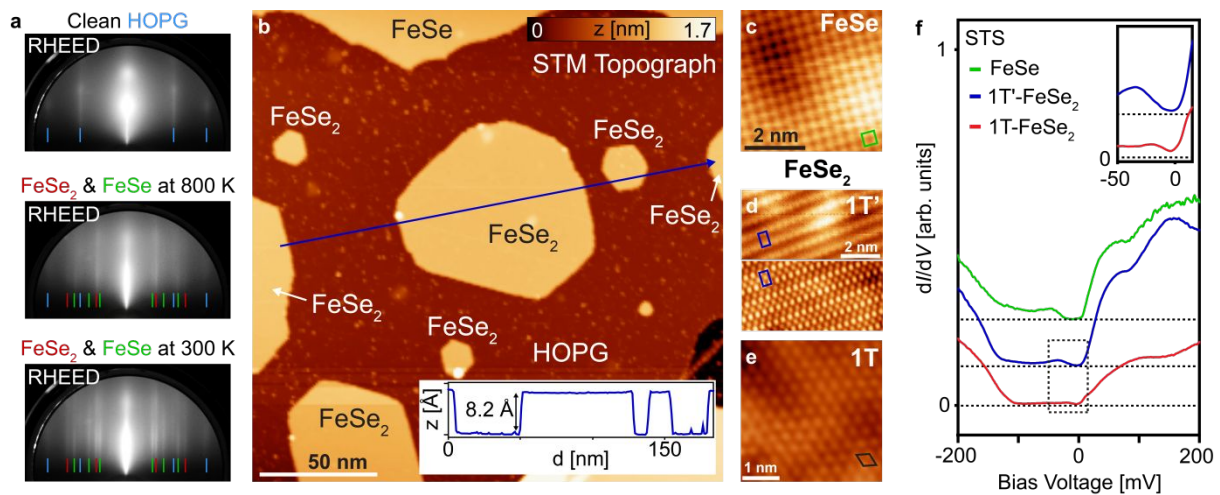 a
Clean HOPG
RHEED
FeSe₂ & FeSe at 800 K
RHEED
FeSe₂ & FeSe at 300 K
RHEED
b
FeSe
0 z [nm] 1.7
STM Topograph
FeSe₂
FeSe₂
FeSe₂
FeSe₂
FeSe₂
FeSe₂
HOPG
FeSe₂
50 nm
z [Å]
8.2 Å
0
150
d [nm]
c
FeSe
2 nm
FeSe₂
d
1T'
2 nm
e
1T
1 nm
f
1
STS
FeSe
1T'-FeSe₂
1T-FeSe₂
0
-50
0
dI/dV [arb. units]
0
-200
-100
0
100
200
Bias Voltage [mV]